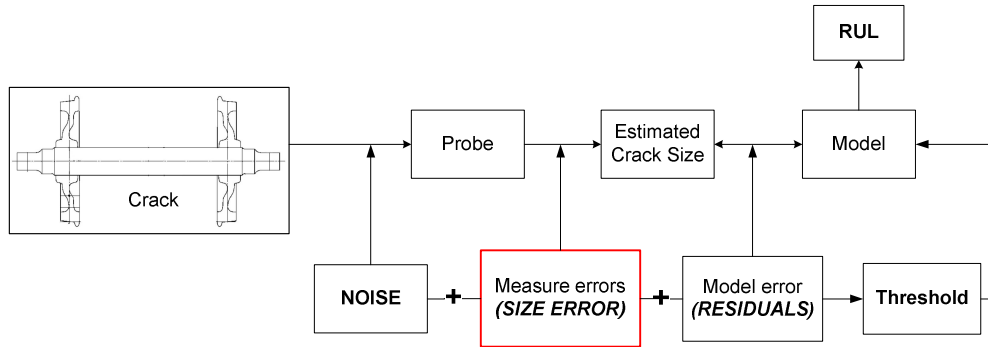 RUL
Probe
Estimated
Crack Size
Model
Crack
NOISE
+
Measure errors
(SIZE ERROR)
+
Model error
(RESIDUALS)
Threshold